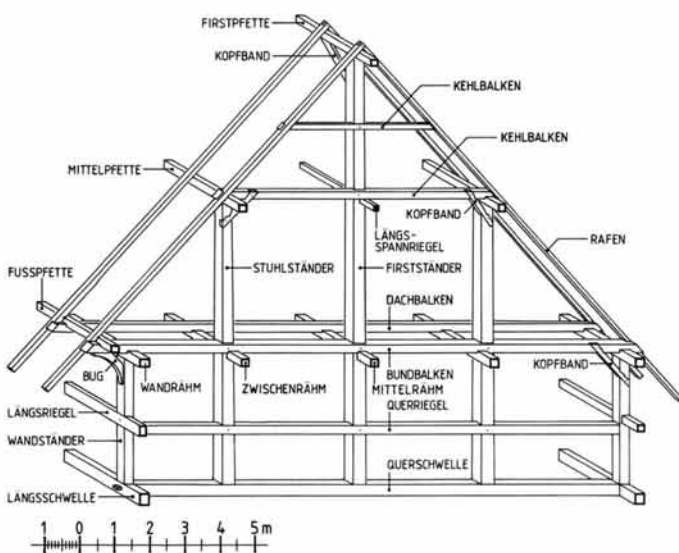 FIRSTPFETTE
KOPFBAND
KEHLBALKEN
KEHLBALKEN
MITTELPFETTE
KOPFBAND
LÄNGS-
SPANNRIEGEL
RAFEN
FUSSPFETTE
STUHLSTÄNDER
FIRSTSTÄNDER
DACHBALKEN
BUG
WANDRÄHM
ZWISCHENRÄHM
BUNDBALKEN
MITTELRÄHM
KOPFBAND
LÄNGSRIEGEL
QUERRIEGEL
WANDSTÄNDER
QUERSCHWELLE
LÄNGSSCHWELLE
1 0 1 2 3 4 5 m